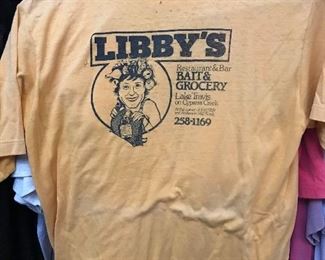 LIBBY'S
Restaurant & Bar
BAIT &
GROCERY
Lake Travis
on Cypress Creek
258-1169